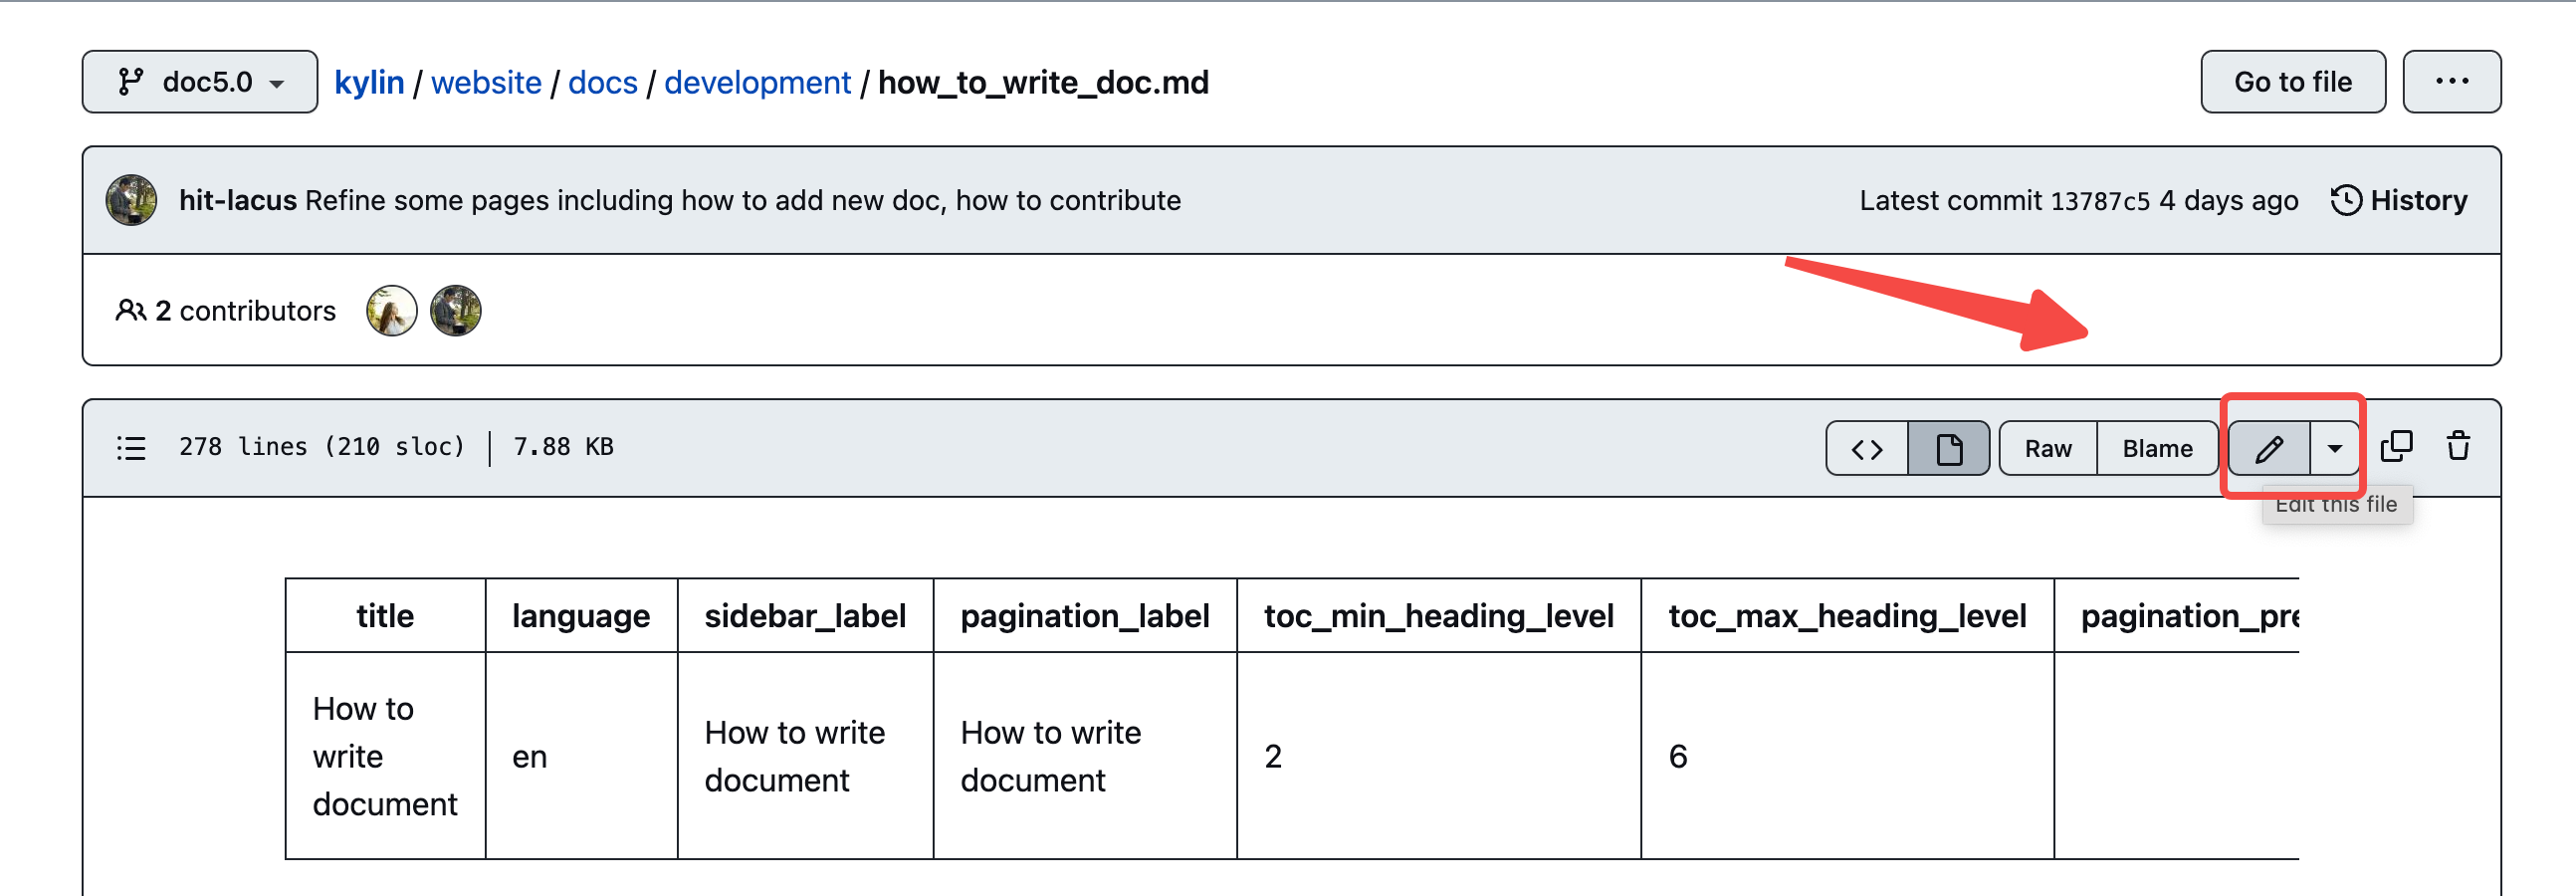 doc5.0 kylin / website / docs / development / how_to_write_doc.md Go to file ...
hit-lacus Refine some pages including how to add new doc, how to contribute Latest commit 13787c5 4 days ago History
2 contributors
278 lines (210 sloc) 7.88 KB <> Raw Blame
Edit this file
title language sidebar_label pagination_label toc_min_heading_level toc_max_heading_level pagination_pre
How to write document en How to write document How to write document 2 6